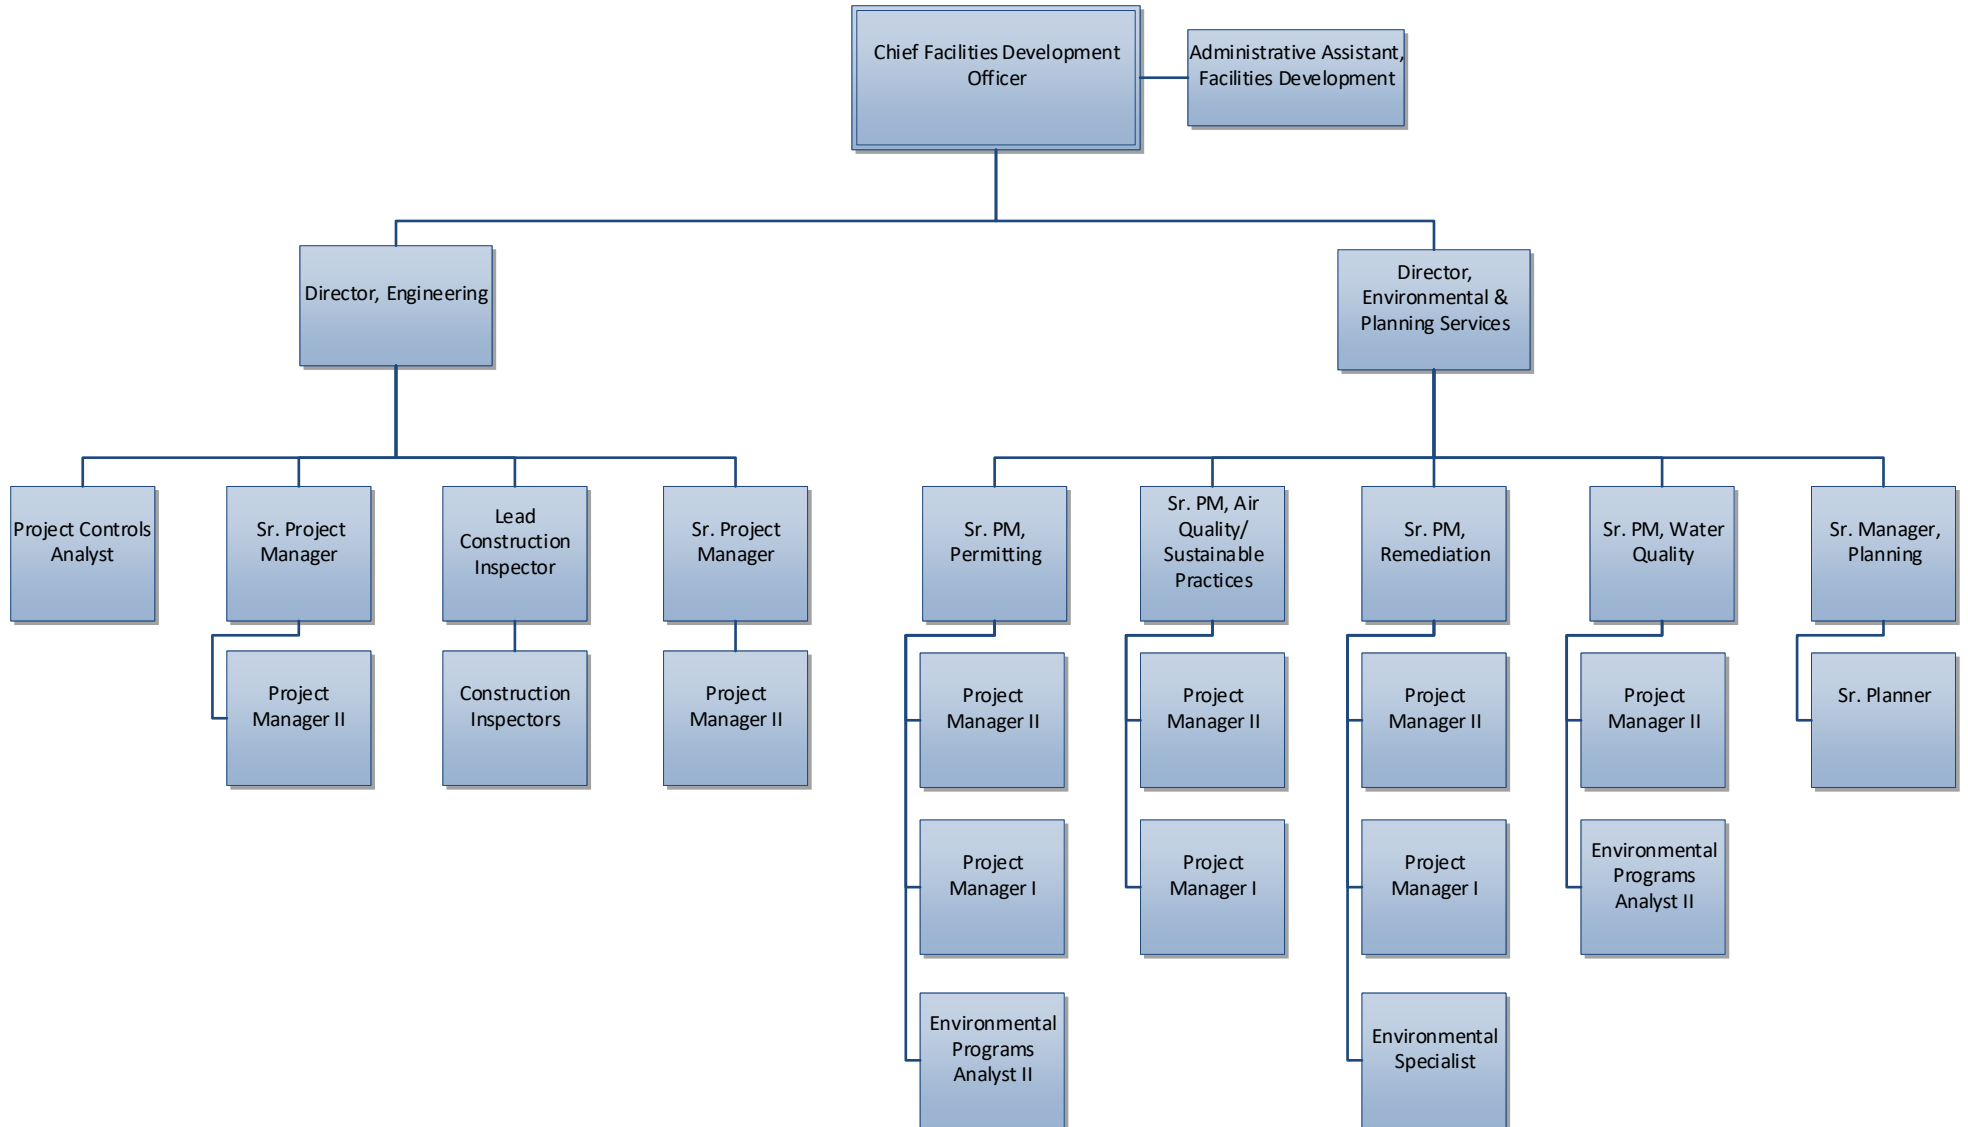 Chief Facilities Development
Officer
Administrative Assistant,
Facilities Development
Director, Engineering
Director,
Environmental &
Planning Services
Project Controls
Analyst
Sr. Project
Manager
Lead
Construction
Inspector
Sr. Project
Manager
Sr. PM,
Permitting
Sr. PM, Air
Quality/
Sustainable
Practices
Sr. PM,
Remediation
Sr. PM, Water
Quality
Sr. Manager,
Planning
Project
Manager II
Construction
Inspectors
Project
Manager II
Project
Manager II
Project
Manager II
Project
Manager II
Project
Manager II
Sr. Planner
Project
Manager I
Project
Manager I
Project
Manager I
Environmental
Programs
Analyst II
Environmental
Programs
Analyst II
Environmental
Specialist